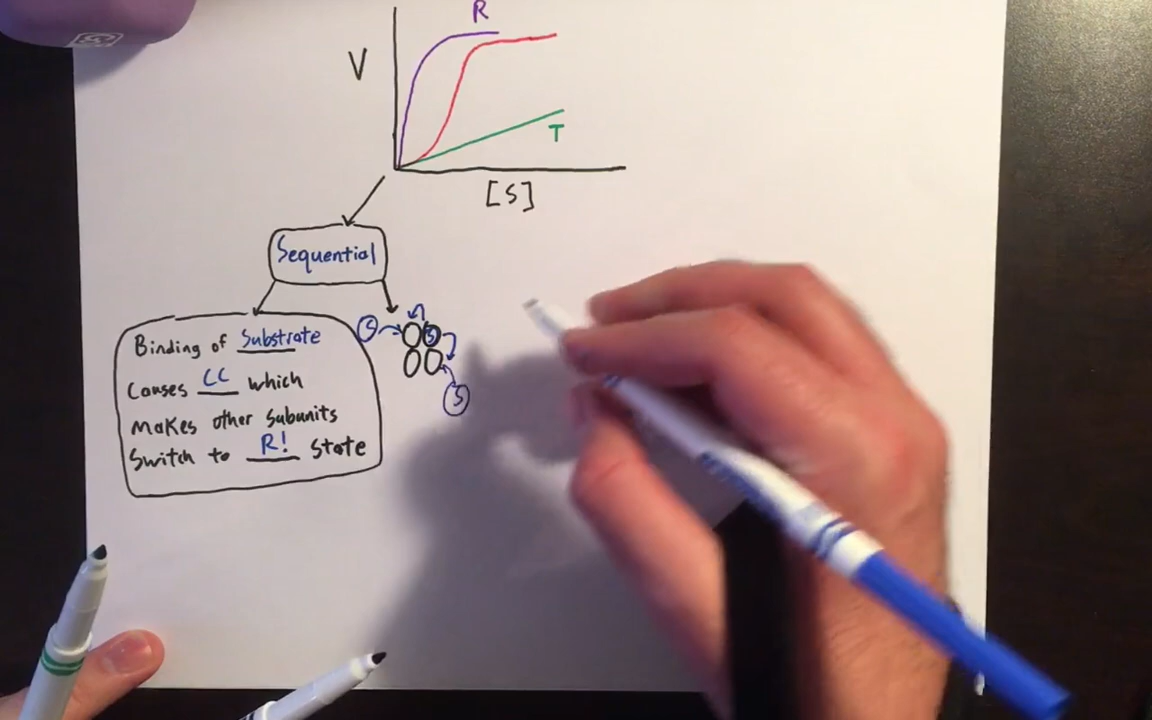 R
V
T
[S]
Sequential
Binding of Substrate
Causes CC which
makes other subunits
Switch to R! State
S
S
S